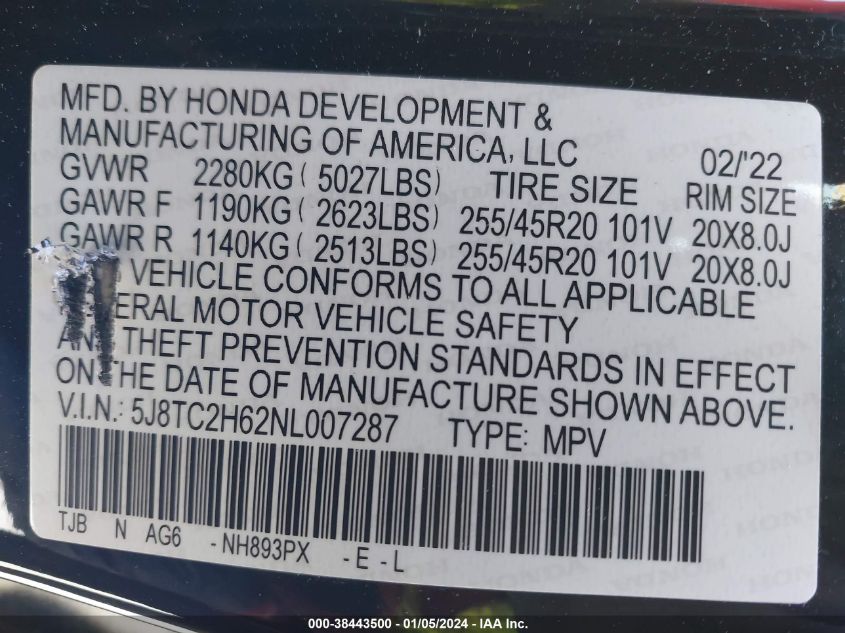 MFD. BY HONDA DEVELOPMENT &
MANUFACTURING OF AMERICA, LLC 02/'22
GVWR 2280KG ( 5027LBS) TIRE SIZE RIM SIZE
GAWR F 1190KG ( 2623LBS) 255/45R20 101V 20X8.0J
GAWR R 1140KG ( 2513LBS) 255/45R20 101V 20X8.0J
VEHICLE CONFORMS TO ALL APPLICABLE
ERAL MOTOR VEHICLE SAFETY
AND THEFT PREVENTION STANDARDS IN EFFECT
ON THE DATE OF MANUFACTURE SHOWN ABOVE.
V.I.N.: 5J8TC2H62NL007287 TYPE: MPV
TJB N AG6 -NH893PX -E-L
000-38443500 - 01/05/2024 - IAA Inc.